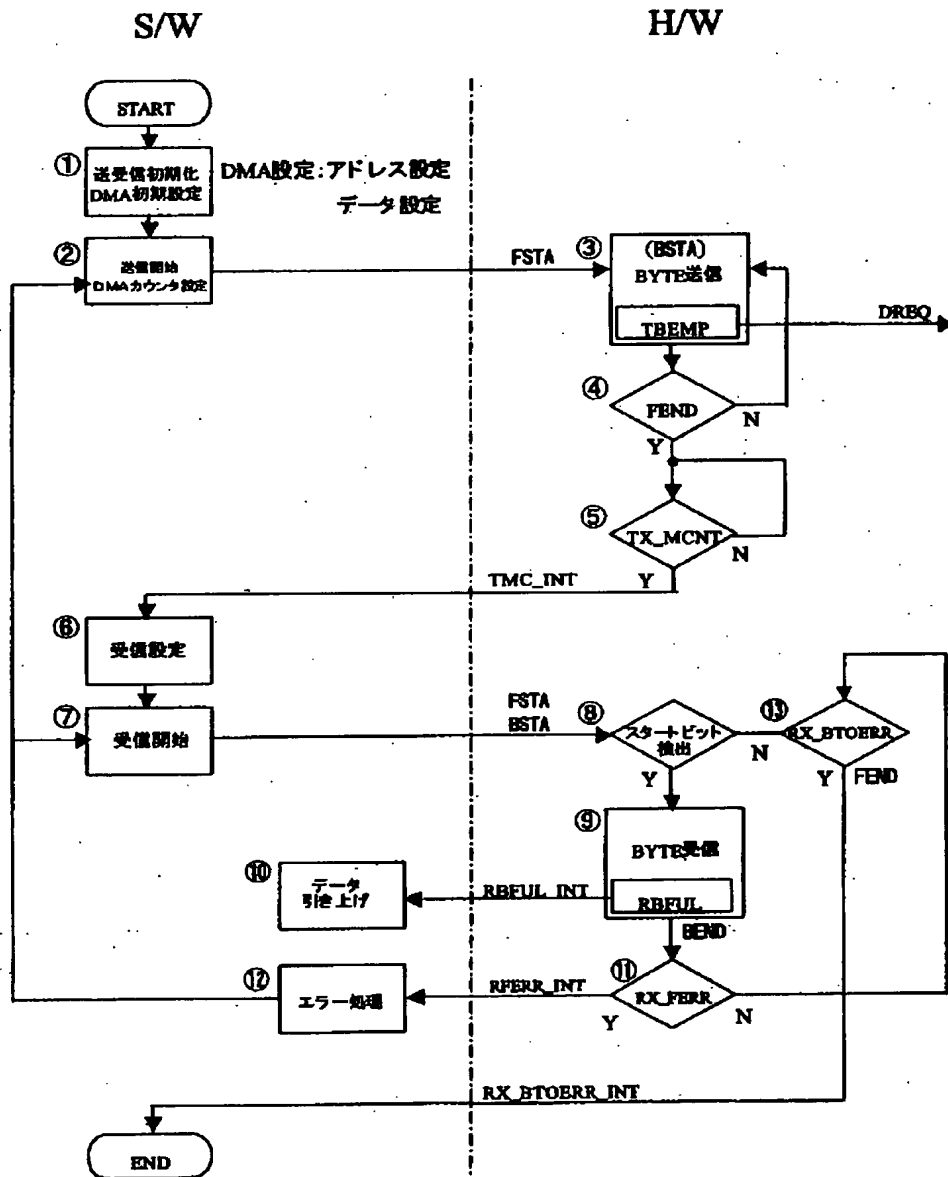 S/W
H/W
START
①
送受信初期化
DMA初期設定
DMA設定:アドレス設定
データ設定
②
送信開始
DMAカウンタ設定
FSTA
③
(BSTA)
BYTE送信
TBEMP
DREQ
④
FEND
N
Y
⑤
TX_MCNT
N
Y
TMC_INT
⑥
受信設定
⑦
受信開始
FSTA
BSTA
⑧
スタートビット
検出
N
Y
⑬
RX_BTOERR
Y
FEND
⑨
BYTE受信
RBFUL
⑩
データ
引き上げ
RBFUL_INT
BEND
⑪
RX_FERR
Y
N
⑫
エラー処理
RFERR_INT
RX_BTOERR_INT
END